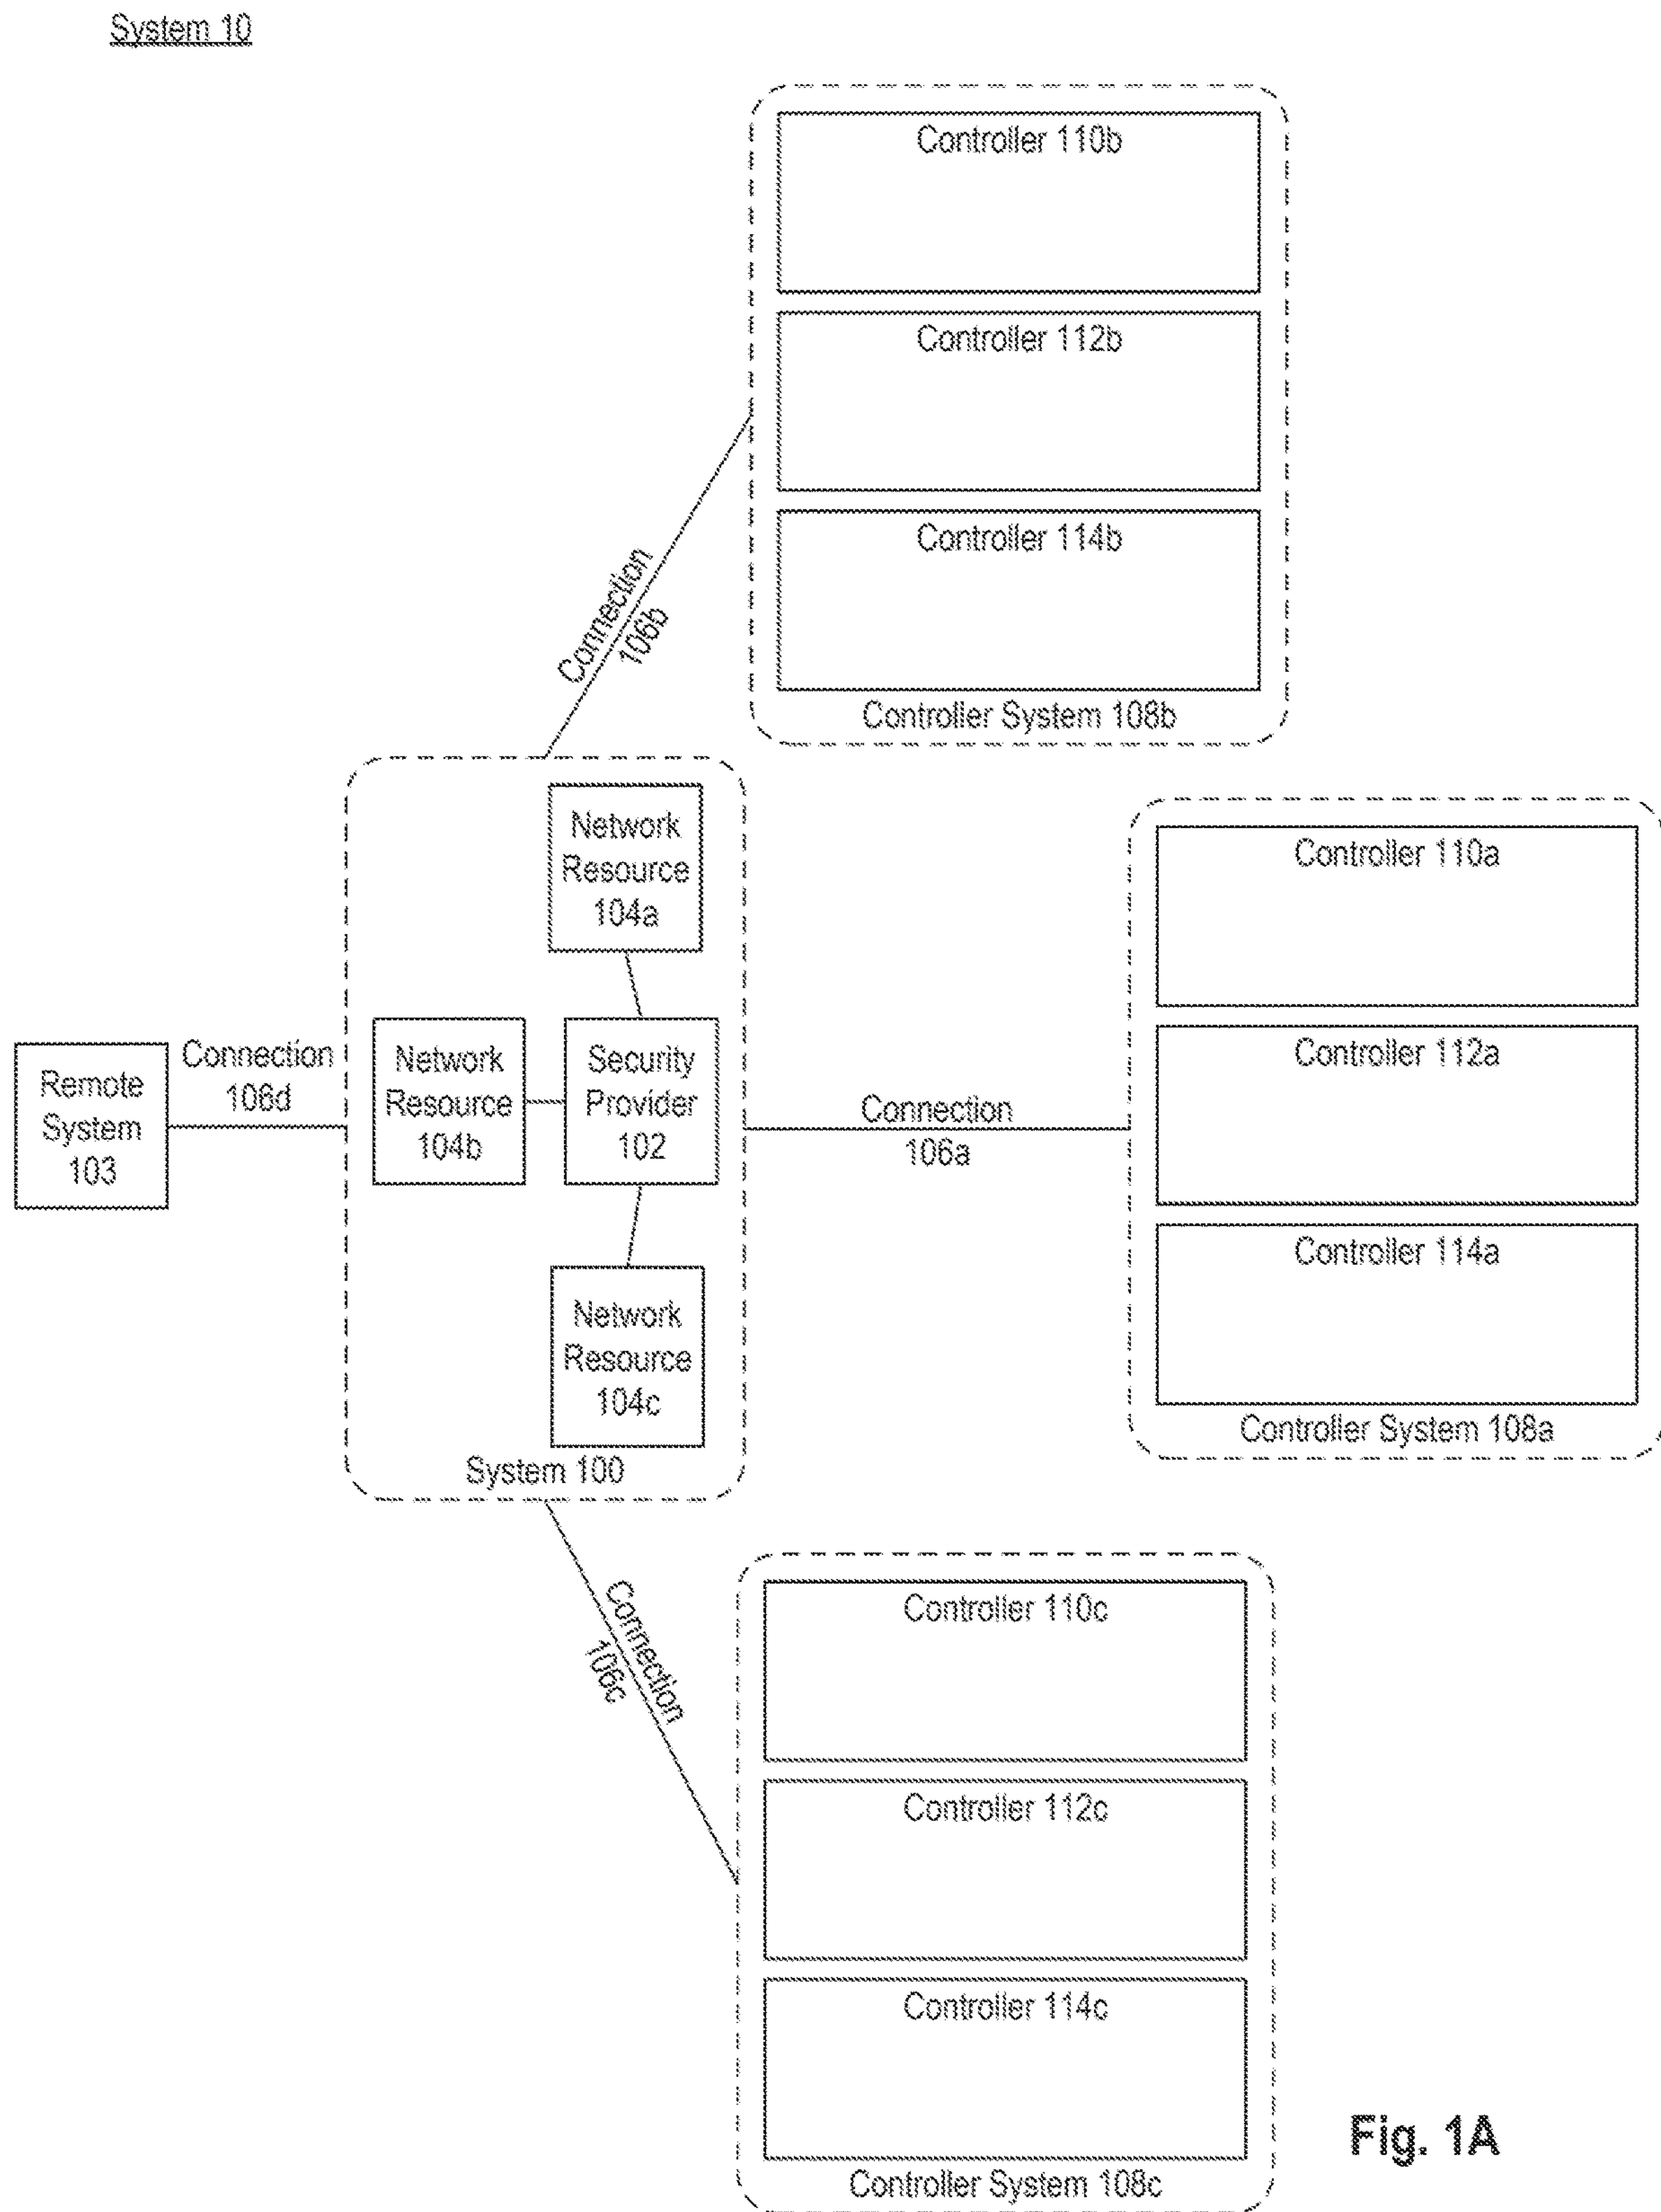 System 10
Controller 110b
Controller 112b
Controller 114b
Controller System 108b
Connection
106b
Network
Resource
104a
Network
Resource
104b
Security
Provider
102
Network
Resource
104c
System 100
Remote
System
103
Connection
106d
Connection
106a
Controller 110a
Controller 112a
Controller 114a
Controller System 108a
Connection
106c
Controller 110c
Controller 112c
Controller 114c
Controller System 108c
Fig. 1A